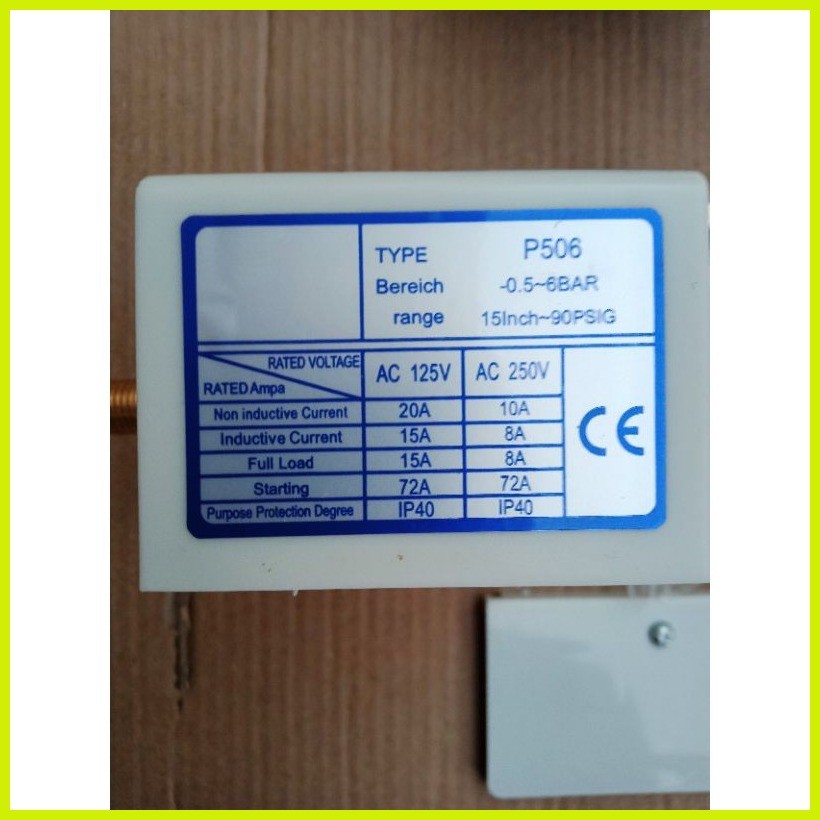 TYPE P506
Bereich -0.5~6BAR
range 15Inch~90PSIG
RATED VOLTAGE AC 125V AC 250V
RATED Ampa
Non inductive Current 20A 10A
Inductive Current 15A 8A
Full Load 15A 8A
Starting 72A 72A
Purpose Protection Degree IP40 IP40
CE